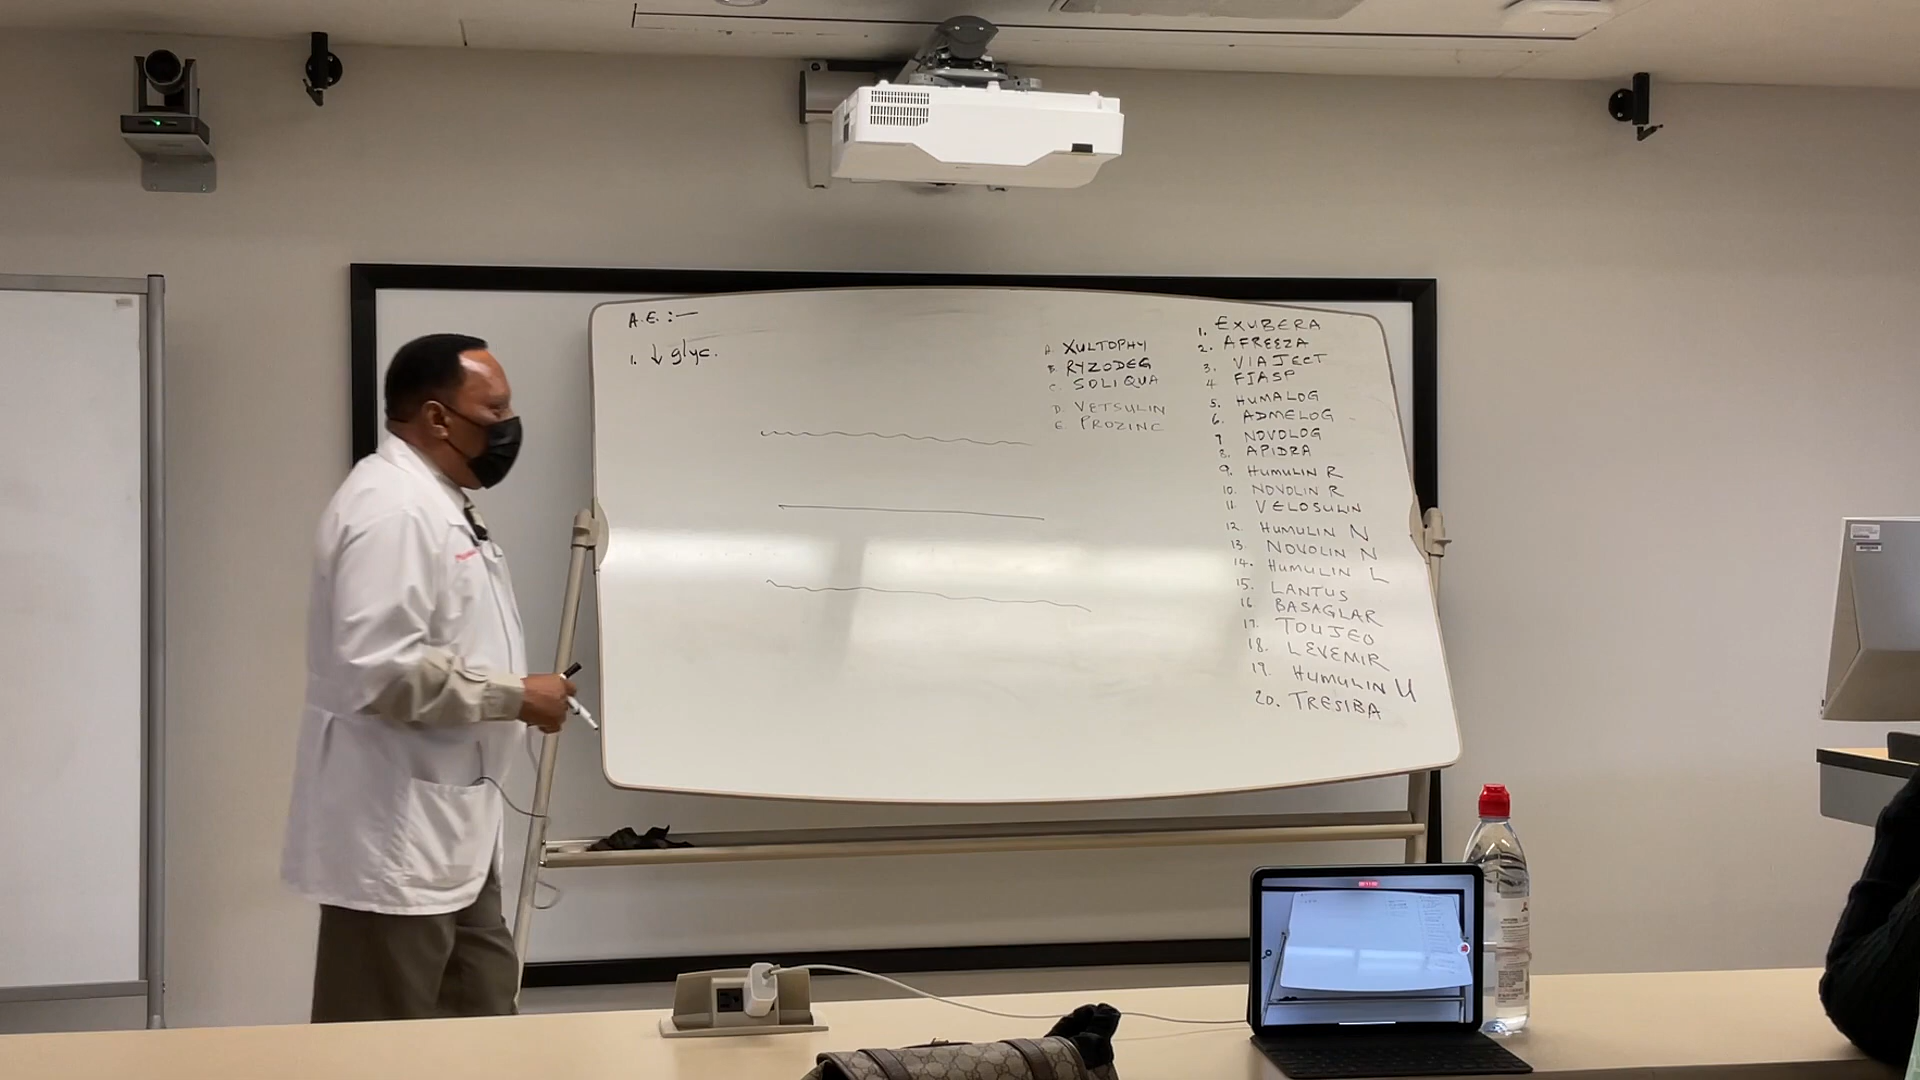 A.E. :—
1. ↓ glyc.
A. XULTOPHY
B. RYZODEG
C. SOLIQUA
D. VETSULIN
E. PROZINC
1. EXUBERA
2. AFREEZA
3. VIAJECT
4 FIASP
5. HUMALOG
6. ADMELOG
7 NOVOLOG
8. APIDRA
9. HUMULIN R
10. NOVOLIN R
11. VELOSULIN
12. HUMULIN N
13. NOVOLIN N
14. HUMULIN L
15. LANTUS
16. BASAGLAR
17. TOUJEO
18. LEVEMIR
19. HUMULIN U
20. TRESIBA